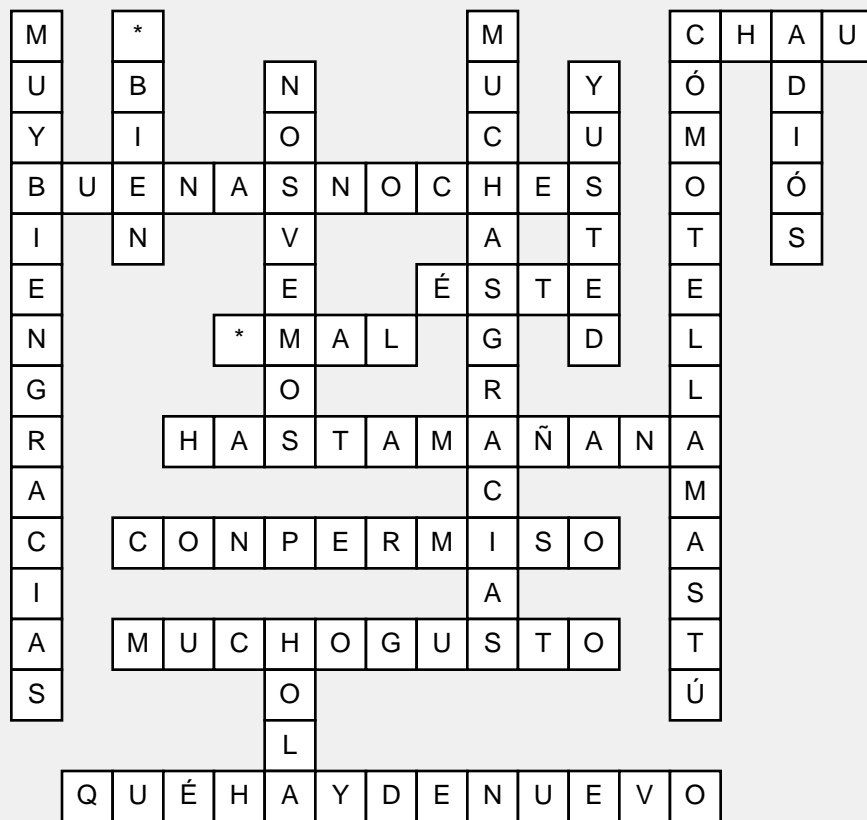 M * M C H A U
U B N U Y Ó D
Y I O C U M I
B U E N A S N O C H E S O Ó
I N V A T T S
E E É S T E E
N * M A L G D L
G O R L
R H A S T A M A Ñ A N A
A C M
C C O N P E R M I S O A
I A S
A M U C H O G U S T O T
S O Ú
L
Q U É H A Y D E N U E V O